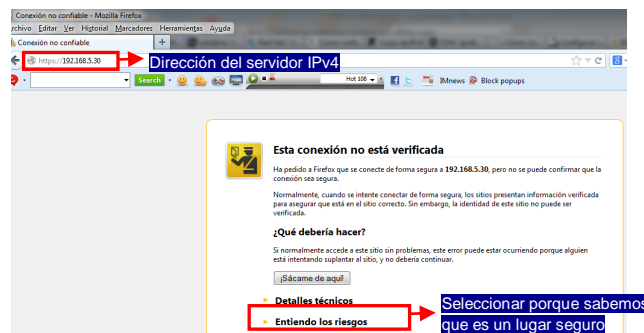 Conexión no confiable - Mozilla Firefox
rchivo Editar Ver Historial Marcadores Herramientas Ayuda
Conexión no confiable
https://192.168.5.30
Dirección del servidor IPv4
Search
Hot 108
IMnews
Block popups
Esta conexión no está verificada
Ha pedido a Firefox que se conecte de forma segura a 192.168.5.30, pero no se puede confirmar que la
conexión sea segura.
Normalmente, cuando se intente conectar de forma segura, los sitios presentan información verificada
para asegurar que está en el sitio correcto. Sin embargo, la identidad de este sitio no puede ser
verificada.
¿Qué debería hacer?
Si normalmente accede a este sitio sin problemas, este error puede estar ocurriendo porque alguien
está intentando suplantar al sitio, y no debería continuar.
¡Sácame de aquí!
Detalles técnicos
Entiendo los riesgos
Seleccionar porque sabemos
que es un lugar seguro